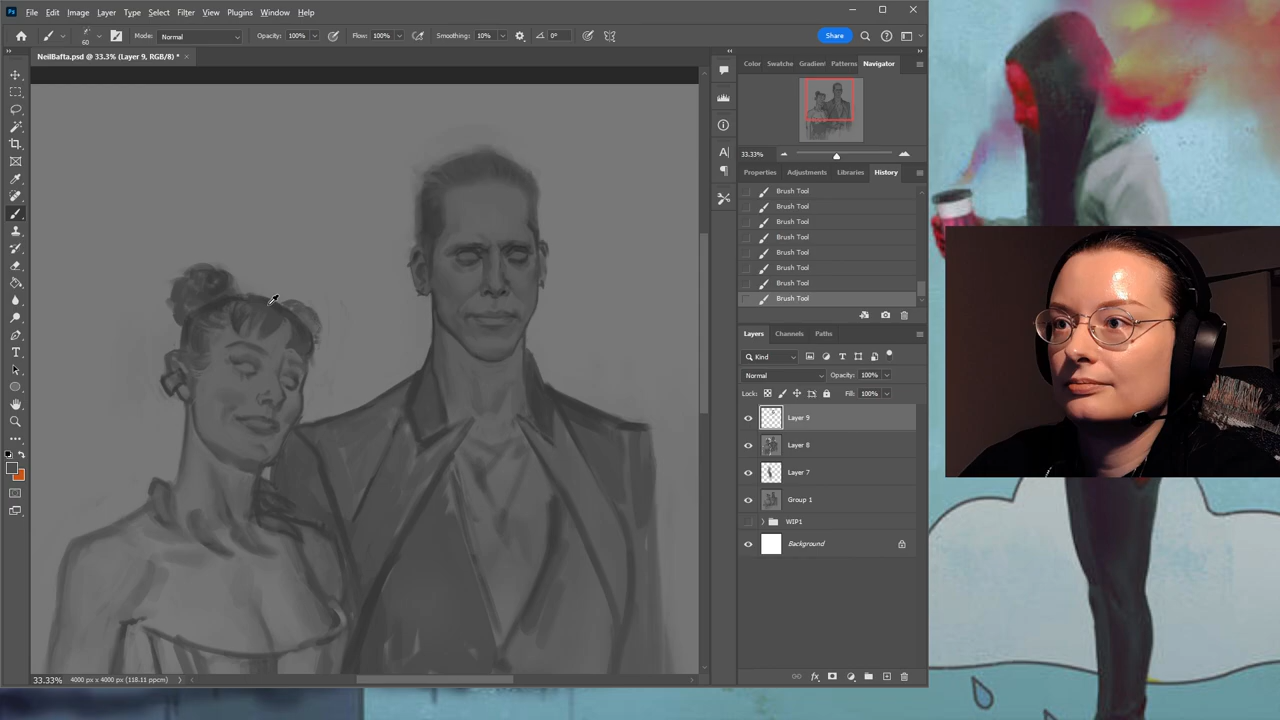 Ps File Edit Image Layer Type Select Filter View Plugins Window Help
60 Mode: Normal Opacity: 100% Flow: 100% Smoothing: 10% 0° Share
NeilBafta.psd @ 33.3% (Layer 9, RGB/8) * ×
Color Swatche Gradien Patterns Navigator
33.33%
Properties Adjustments Libraries History
Brush Tool
Brush Tool
Brush Tool
Brush Tool
Brush Tool
Brush Tool
Brush Tool
Brush Tool
Layers Channels Paths
Kind
Normal Opacity: 100%
Lock: Fill: 100%
Layer 9
Layer 8
Layer 7
Group 1
WIP1
Background
33.33% 4000 px x 4000 px (118.11 ppcm)